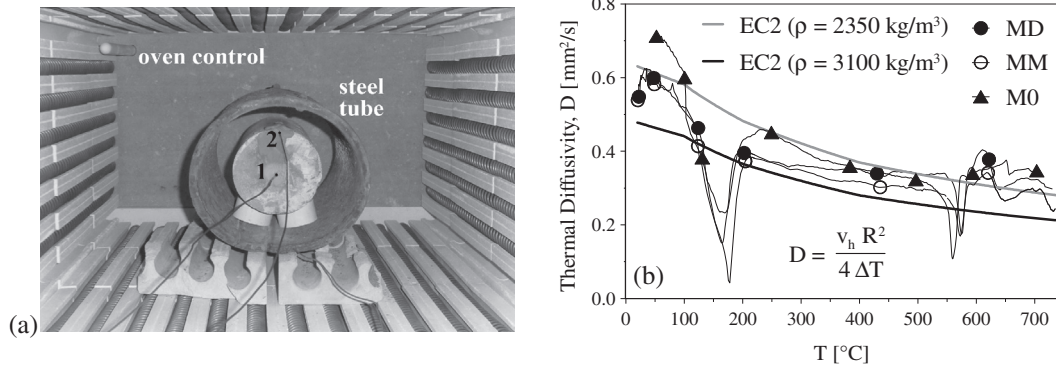 oven control
steel
tube
2
1
(a)
0.8
0.6
0.4
0.2
0.0
Thermal Diffusivity, D [mm²/s]
EC2 (ρ = 2350 kg/m³)
EC2 (ρ = 3100 kg/m³)
MD
MM
M0
D = v_h R² / 4 ΔT
(b)
0 100 200 300 400 500 600 700
T [°C]